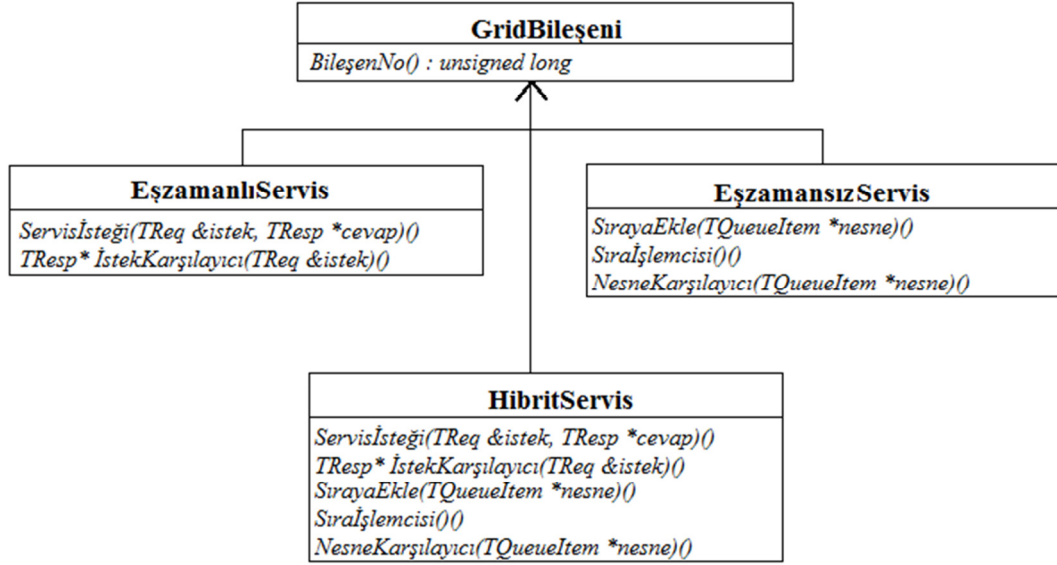 GridBileşeni
BileşenNo() : unsigned long
EşzamanlıServis
Servisİsteği(TReq &istek, TResp *cevap)()
TResp* İstekKarşılayıcı(TReq &istek)()
EşzamansızServis
SırayaEkle(TQueueItem *nesne)()
Sıraİşlemcisi()()
NesneKarşılayıcı(TQueueItem *nesne)()
HibritServis
Servisİsteği(TReq &istek, TResp *cevap)()
TResp* İstekKarşılayıcı(TReq &istek)()
SırayaEkle(TQueueItem *nesne)()
Sıraİşlemcisi()()
NesneKarşılayıcı(TQueueItem *nesne)()